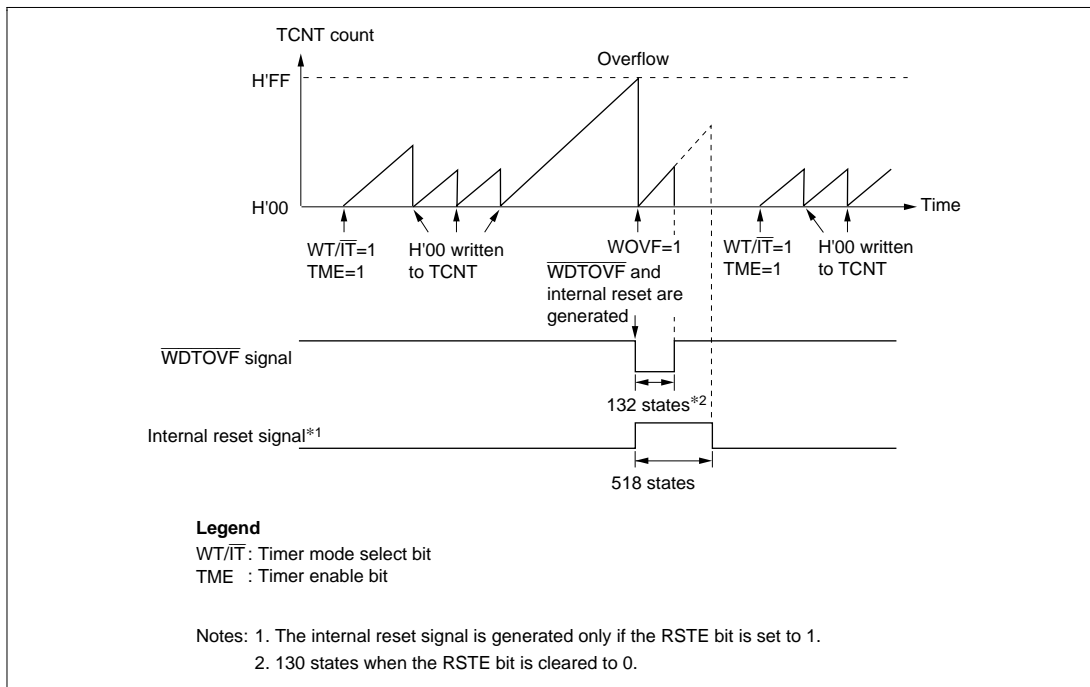 TCNT count
Overflow
H'FF
H'00
Time
WT/IT=1
TME=1
H'00 written
to TCNT
WOVF=1
WDTOVF and
internal reset are
generated
WT/IT=1
TME=1
H'00 written
to TCNT
WDTOVF signal
132 states*2
Internal reset signal*1
518 states
Legend
WT/IT : Timer mode select bit
TME : Timer enable bit
Notes: 1. The internal reset signal is generated only if the RSTE bit is set to 1.
2. 130 states when the RSTE bit is cleared to 0.